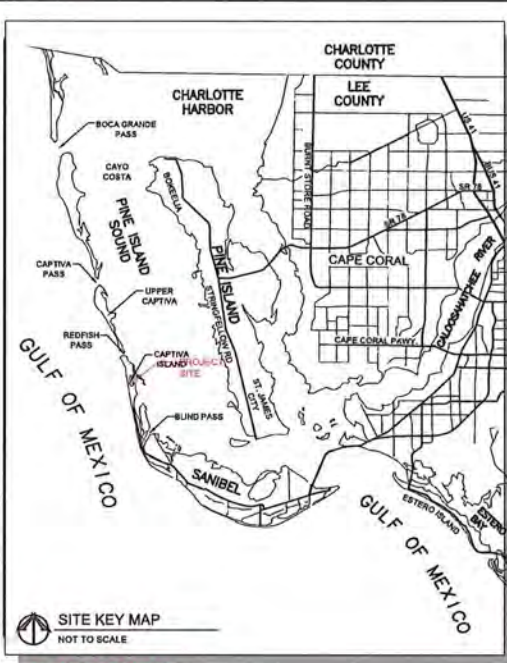 CHARLOTTE
COUNTY
LEE
COUNTY
CHARLOTTE
HARBOR
BOCA GRANDE
PASS
CAYO
COSTA
BOKEELIA
PINE ISLAND
SOUND
BURNT STORE ROAD
US 41
BUS 41
SR 78
SR 78
CAPE CORAL
CALOOSAHATCHEE RIVER
PINE ISLAND
STRINGFELLOW RD
CAPTIVA
PASS
UPPER
CAPTIVA
REDFISH
PASS
CAPE CORAL PKWY
CAPTIVA
ISLAND
PROJECT
SITE
GULF OF MEXICO
ST. JAMES
CITY
BLIND PASS
SANIBEL
GULF OF MEXICO
ESTERO ISLAND
ESTERO
BAY
SITE KEY MAP
NOT TO SCALE